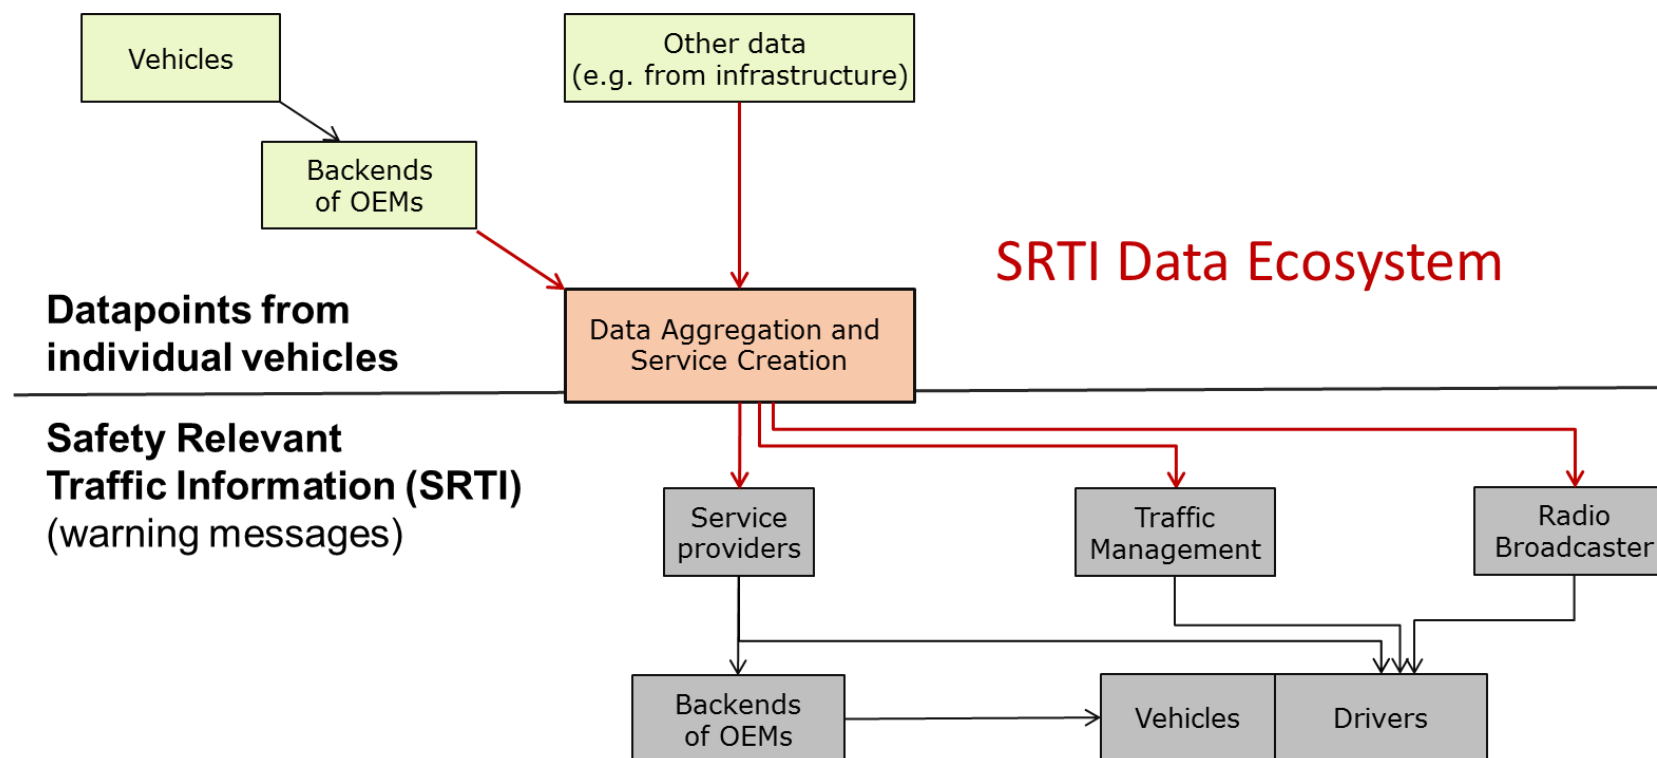 Vehicles
Other data
(e.g. from infrastructure)
Backends
of OEMs
SRTI Data Ecosystem
Datapoints from
individual vehicles
Data Aggregation and
Service Creation
Safety Relevant
Traffic Information (SRTI)
(warning messages)
Service
providers
Traffic
Management
Radio
Broadcaster
Backends
of OEMs
Vehicles
Drivers